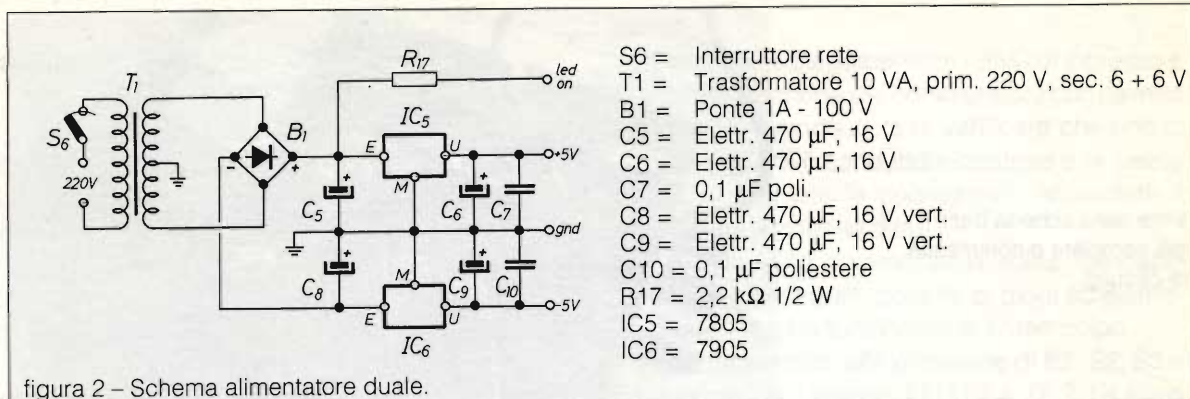 R17
led
on
T1
IC5
S6
B1
E
U
+5V
220V
-
+
M
+
+
C5
C6
C7
gnd
+
M
+
C8
C9
C10
E
U
-5V
IC6
S6 = Interruttore rete
T1 = Trasformatore 10 VA, prim. 220 V, sec. 6 + 6 V
B1 = Ponte 1A - 100 V
C5 = Elettr. 470 µF, 16 V
C6 = Elettr. 470 µF, 16 V
C7 = 0,1 µF poli.
C8 = Elettr. 470 µF, 16 V vert.
C9 = Elettr. 470 µF, 16 V vert.
C10 = 0,1 µF poliestere
R17 = 2,2 kΩ 1/2 W
IC5 = 7805
IC6 = 7905
figura 2 – Schema alimentatore duale.